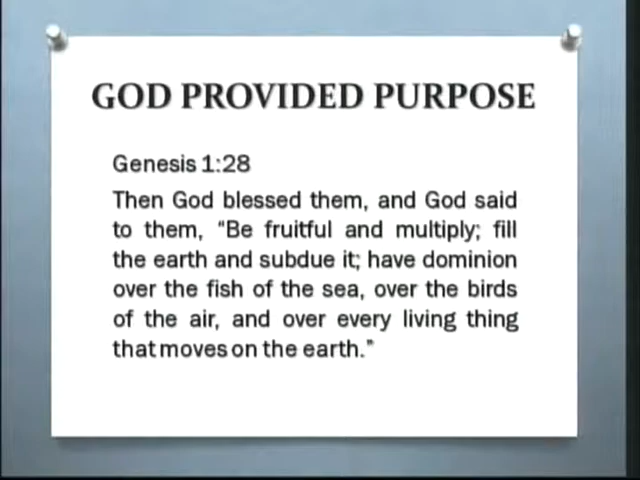 GOD PROVIDED PURPOSE
Genesis 1:28
Then God blessed them, and God said
to them, "Be fruitful and multiply; fill
the earth and subdue it; have dominion
over the fish of the sea, over the birds
of the air, and over every living thing
that moves on the earth."